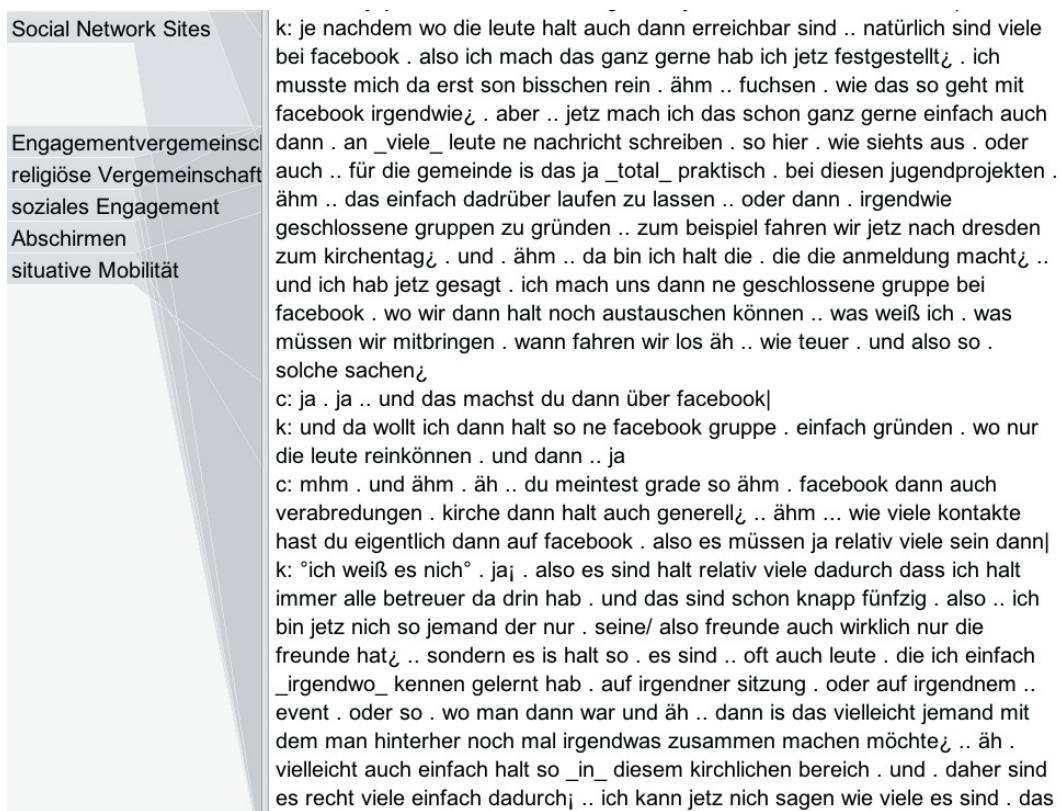 Social Network Sites
Engagementvergemeinscl
religiöse Vergemeinschaft
soziales Engagement
Abschirmen
situative Mobilität
k: je nachdem wo die leute halt auch dann erreichbar sind .. natürlich sind viele
bei facebook . also ich mach das ganz gerne hab ich jetz festgestellt¿ . ich
musste mich da erst son bisschen rein . ähm .. fuchsen . wie das so geht mit
facebook irgendwie¿ . aber .. jetz mach ich das schon ganz gerne einfach auch
dann . an _viele_ leute ne nachricht schreiben . so hier . wie siehts aus . oder
auch .. für die gemeinde is das ja _total_ praktisch . bei diesen jugendprojekten .
ähm .. das einfach dadrüber laufen zu lassen .. oder dann . irgendwie
geschlossene gruppen zu gründen .. zum beispiel fahren wir jetz nach dresden
zum kirchentag¿ . und . ähm .. da bin ich halt die . die die anmeldung macht¿ ..
und ich hab jetz gesagt . ich mach uns dann ne geschlossene gruppe bei
facebook . wo wir dann halt noch austauschen können .. was weiß ich . was
müssen wir mitbringen . wann fahren wir los äh .. wie teuer . und also so .
solche sachen¿
c: ja . ja .. und das machst du dann über facebook|
k: und da wollt ich dann halt so ne facebook gruppe . einfach gründen . wo nur
die leute reinkönnen . und dann .. ja
c: mhm . und ähm . äh .. du meintest grade so ähm . facebook dann auch
verabredungen . kirche dann halt auch generell¿ .. ähm ... wie viele kontakte
hast du eigentlich dann auf facebook . also es müssen ja relativ viele sein dann|
k: °ich weiß es nich° . ja¡ . also es sind halt relativ viele dadurch dass ich halt
immer alle betreuer da drin hab . und das sind schon knapp fünfzig . also .. ich
bin jetz nich so jemand der nur . seine/ also freunde auch wirklich nur die
freunde hat¿ .. sondern es is halt so . es sind .. oft auch leute . die ich einfach
_irgendwo_ kennen gelernt hab . auf irgendner sitzung . oder auf irgendnem ..
event . oder so . wo man dann war und äh .. dann is das vielleicht jemand mit
dem man hinterher noch mal irgendwas zusammen machen möchte¿ .. äh .
vielleicht auch einfach halt so _in_ diesem kirchlichen bereich . und . daher sind
es recht viele einfach dadurch¡ .. ich kann jetz nich sagen wie viele es sind . das